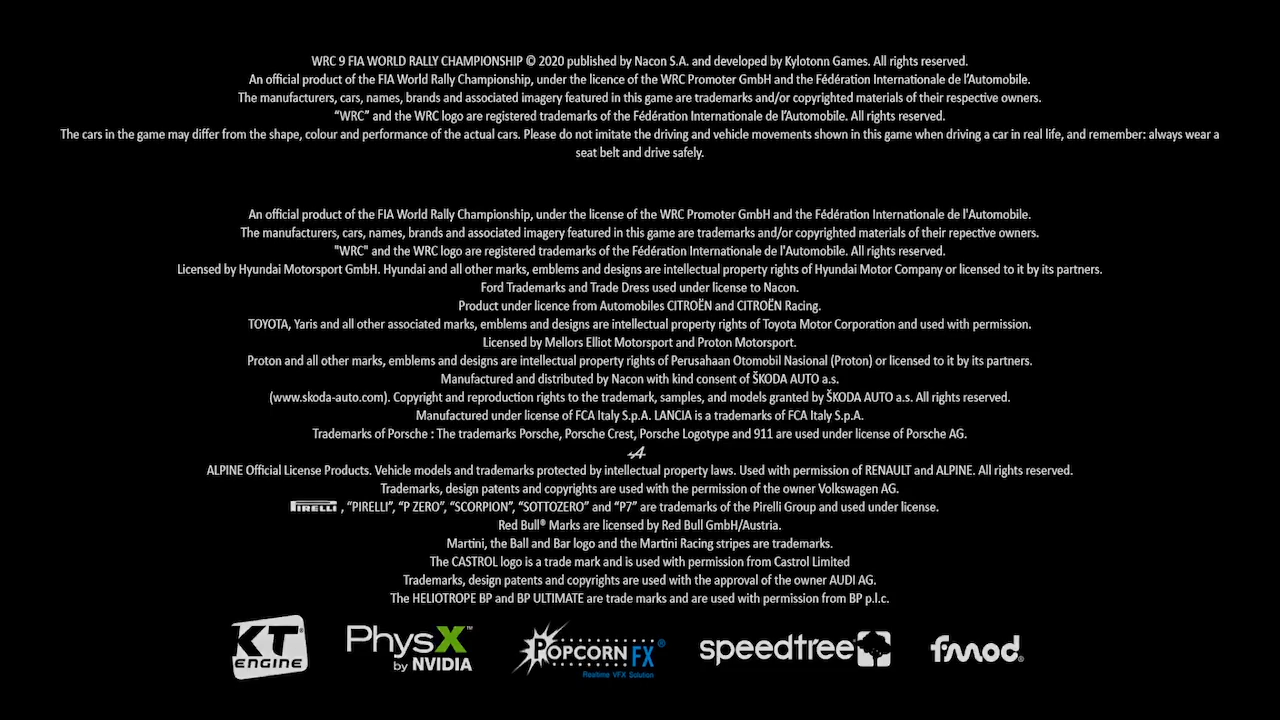 WRC 9 FIA WORLD RALLY CHAMPIONSHIP © 2020 published by Nacon S.A. and developed by Kylotonn Games. All rights reserved.
An official product of the FIA World Rally Championship, under the licence of the WRC Promoter GmbH and the Fédération Internationale de l’Automobile.
The manufacturers, cars, names, brands and associated imagery featured in this game are trademarks and/or copyrighted materials of their respective owners.
“WRC” and the WRC logo are registered trademarks of the Fédération Internationale de l’Automobile. All rights reserved.
The cars in the game may differ from the shape, colour and performance of the actual cars. Please do not imitate the driving and vehicle movements shown in this game when driving a car in real life, and remember: always wear a
seat belt and drive safely.
An official product of the FIA World Rally Championship, under the license of the WRC Promoter GmbH and the Fédération Internationale de l'Automobile.
The manufacturers, cars, names, brands and associated imagery featured in this game are trademarks and/or copyrighted materials of their repective owners.
"WRC" and the WRC logo are registered trademarks of the Fédération Internationale de l'Automobile. All rights reserved.
Licensed by Hyundai Motorsport GmbH. Hyundai and all other marks, emblems and designs are intellectual property rights of Hyundai Motor Company or licensed to it by its partners.
Ford Trademarks and Trade Dress used under license to Nacon.
Product under licence from Automobiles CITROËN and CITROËN Racing.
TOYOTA, Yaris and all other associated marks, emblems and designs are intellectual property rights of Toyota Motor Corporation and used with permission.
Licensed by Mellors Elliot Motorsport and Proton Motorsport.
Proton and all other marks, emblems and designs are intellectual property rights of Perusahaan Otomobil Nasional (Proton) or licensed to it by its partners.
Manufactured and distributed by Nacon with kind consent of ŠKODA AUTO a.s.
(www.skoda-auto.com). Copyright and reproduction rights to the trademark, samples, and models granted by ŠKODA AUTO a.s. All rights reserved.
Manufactured under license of FCA Italy S.p.A. LANCIA is a trademarks of FCA Italy S.p.A.
Trademarks of Porsche : The trademarks Porsche, Porsche Crest, Porsche Logotype and 911 are used under license of Porsche AG.
A
ALPINE Official License Products. Vehicle models and trademarks protected by intellectual property laws. Used with permission of RENAULT and ALPINE. All rights reserved.
Trademarks, design patents and copyrights are used with the permission of the owner Volkswagen AG.
PIRELLI , “PIRELLI”, “P ZERO”, “SCORPION”, “SOTTOZERO” and “P7” are trademarks of the Pirelli Group and used under license.
Red Bull® Marks are licensed by Red Bull GmbH/Austria.
Martini, the Ball and Bar logo and the Martini Racing stripes are trademarks.
The CASTROL logo is a trade mark and is used with permission from Castrol Limited
Trademarks, design patents and copyrights are used with the approval of the owner AUDI AG.
The HELIOTROPE BP and BP ULTIMATE are trade marks and are used with permission from BP p.l.c.
KT ENGINE®
PhysX™ by NVIDIA
POPCORN FX® Realtime VFX Solution
speedtree
fmod®